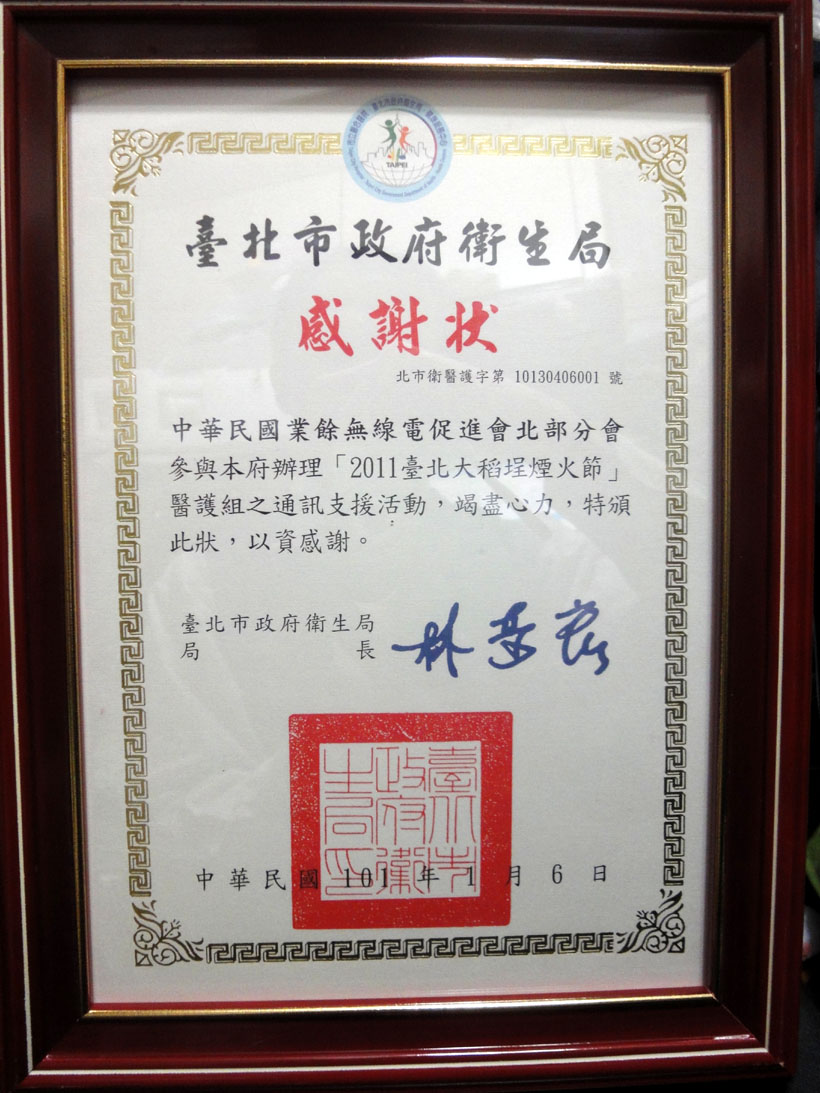 TAIPEI
臺北市政府衛生局
感謝狀
北市衛醫護字第 10130406001 號
中華民國業餘無線電促進會北部分會
參與本府辦理「2011臺北大稻埕煙火節」
醫護組之通訊支援活動，竭盡心力，特頒
此狀，以資感謝。
臺北市政府衛生局
局長 林奇宏
臺北市政府衛生局印
中華民國 101 年 1 月 6 日